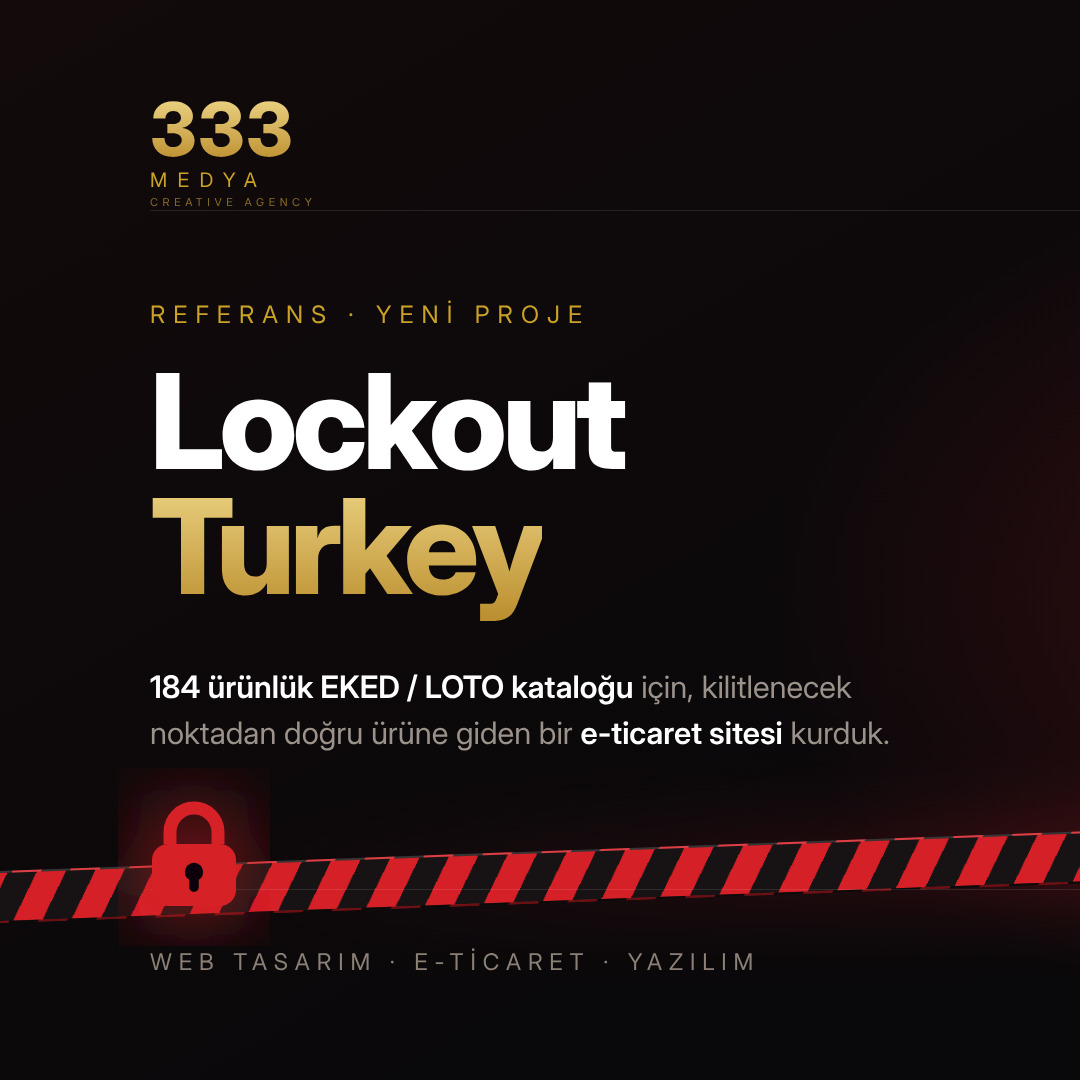 333
MEDYA
CREATIVE AGENCY
REFERANS · YENİ PROJE
Lockout
Turkey
184 ürünlük EKED / LOTO kataloğu için, kilitlenecek
noktadan doğru ürüne giden bir e-ticaret sitesi kurduk.
WEB TASARIM · E-TİCARET · YAZILIM